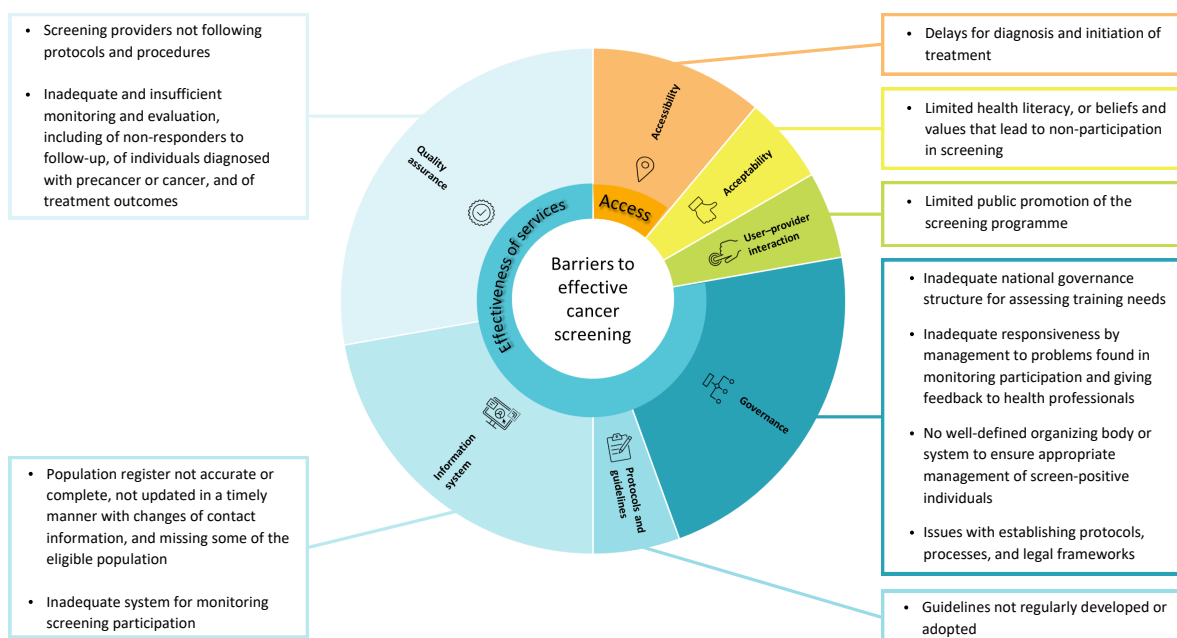 • Screening providers not following
protocols and procedures
• Inadequate and insufficient
monitoring and evaluation,
including of non-responders to
follow-up, of individuals diagnosed
with precancer or cancer, and of
treatment outcomes
• Delays for diagnosis and initiation of
treatment
• Limited health literacy, or beliefs and
values that lead to non-participation
in screening
• Limited public promotion of the
screening programme
• Inadequate national governance
structure for assessing training needs
• Inadequate responsiveness by
management to problems found in
monitoring participation and giving
feedback to health professionals
• No well-defined organizing body or
system to ensure appropriate
management of screen-positive
individuals
• Issues with establishing protocols,
processes, and legal frameworks
• Guidelines not regularly developed or
adopted
• Population register not accurate or
complete, not updated in a timely
manner with changes of contact
information, and missing some of the
eligible population
• Inadequate system for monitoring
screening participation
Barriers to
effective
cancer
screening
Access
Effectiveness of services
Accessibility
Acceptability
User–provider
interaction
Governance
Protocols and
guidelines
Information
system
Quality
assurance